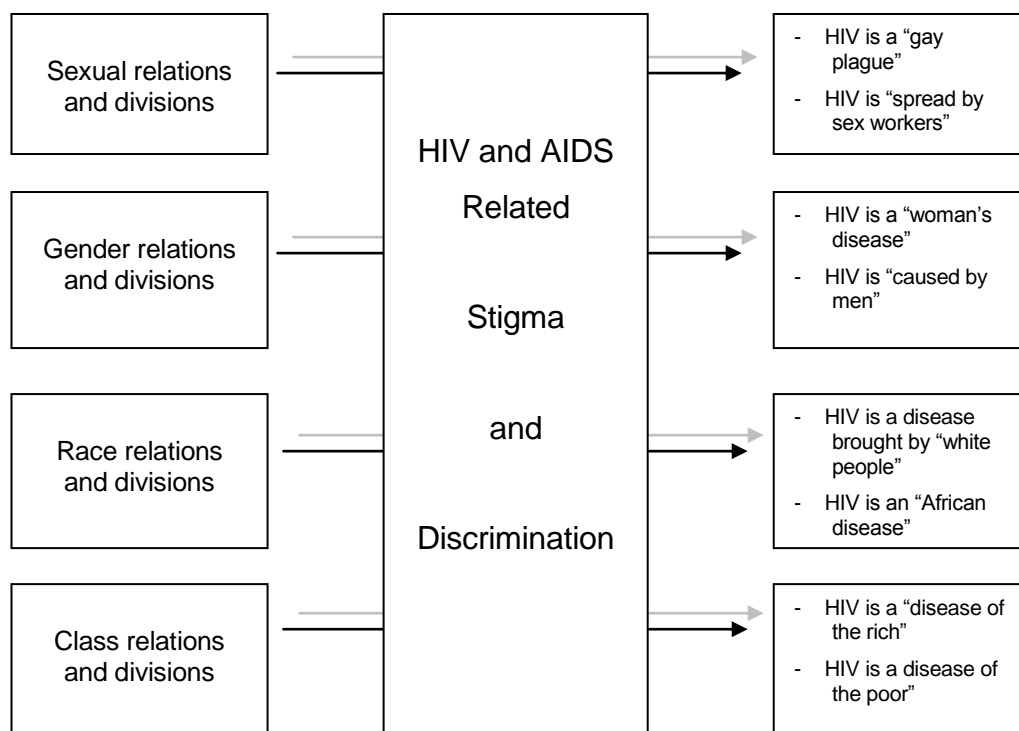 Sexual relations
and divisions
Gender relations
and divisions
Race relations
and divisions
Class relations
and divisions
HIV and AIDS
Related
Stigma
and
Discrimination
- HIV is a “gay
plague”
- HIV is “spread by
sex workers”
- HIV is a “woman’s
disease”
- HIV is “caused by
men”
- HIV is a disease
brought by “white
people”
- HIV is an “African
disease”
- HIV is a “disease of
the rich”
- HIV is a disease of
the poor”